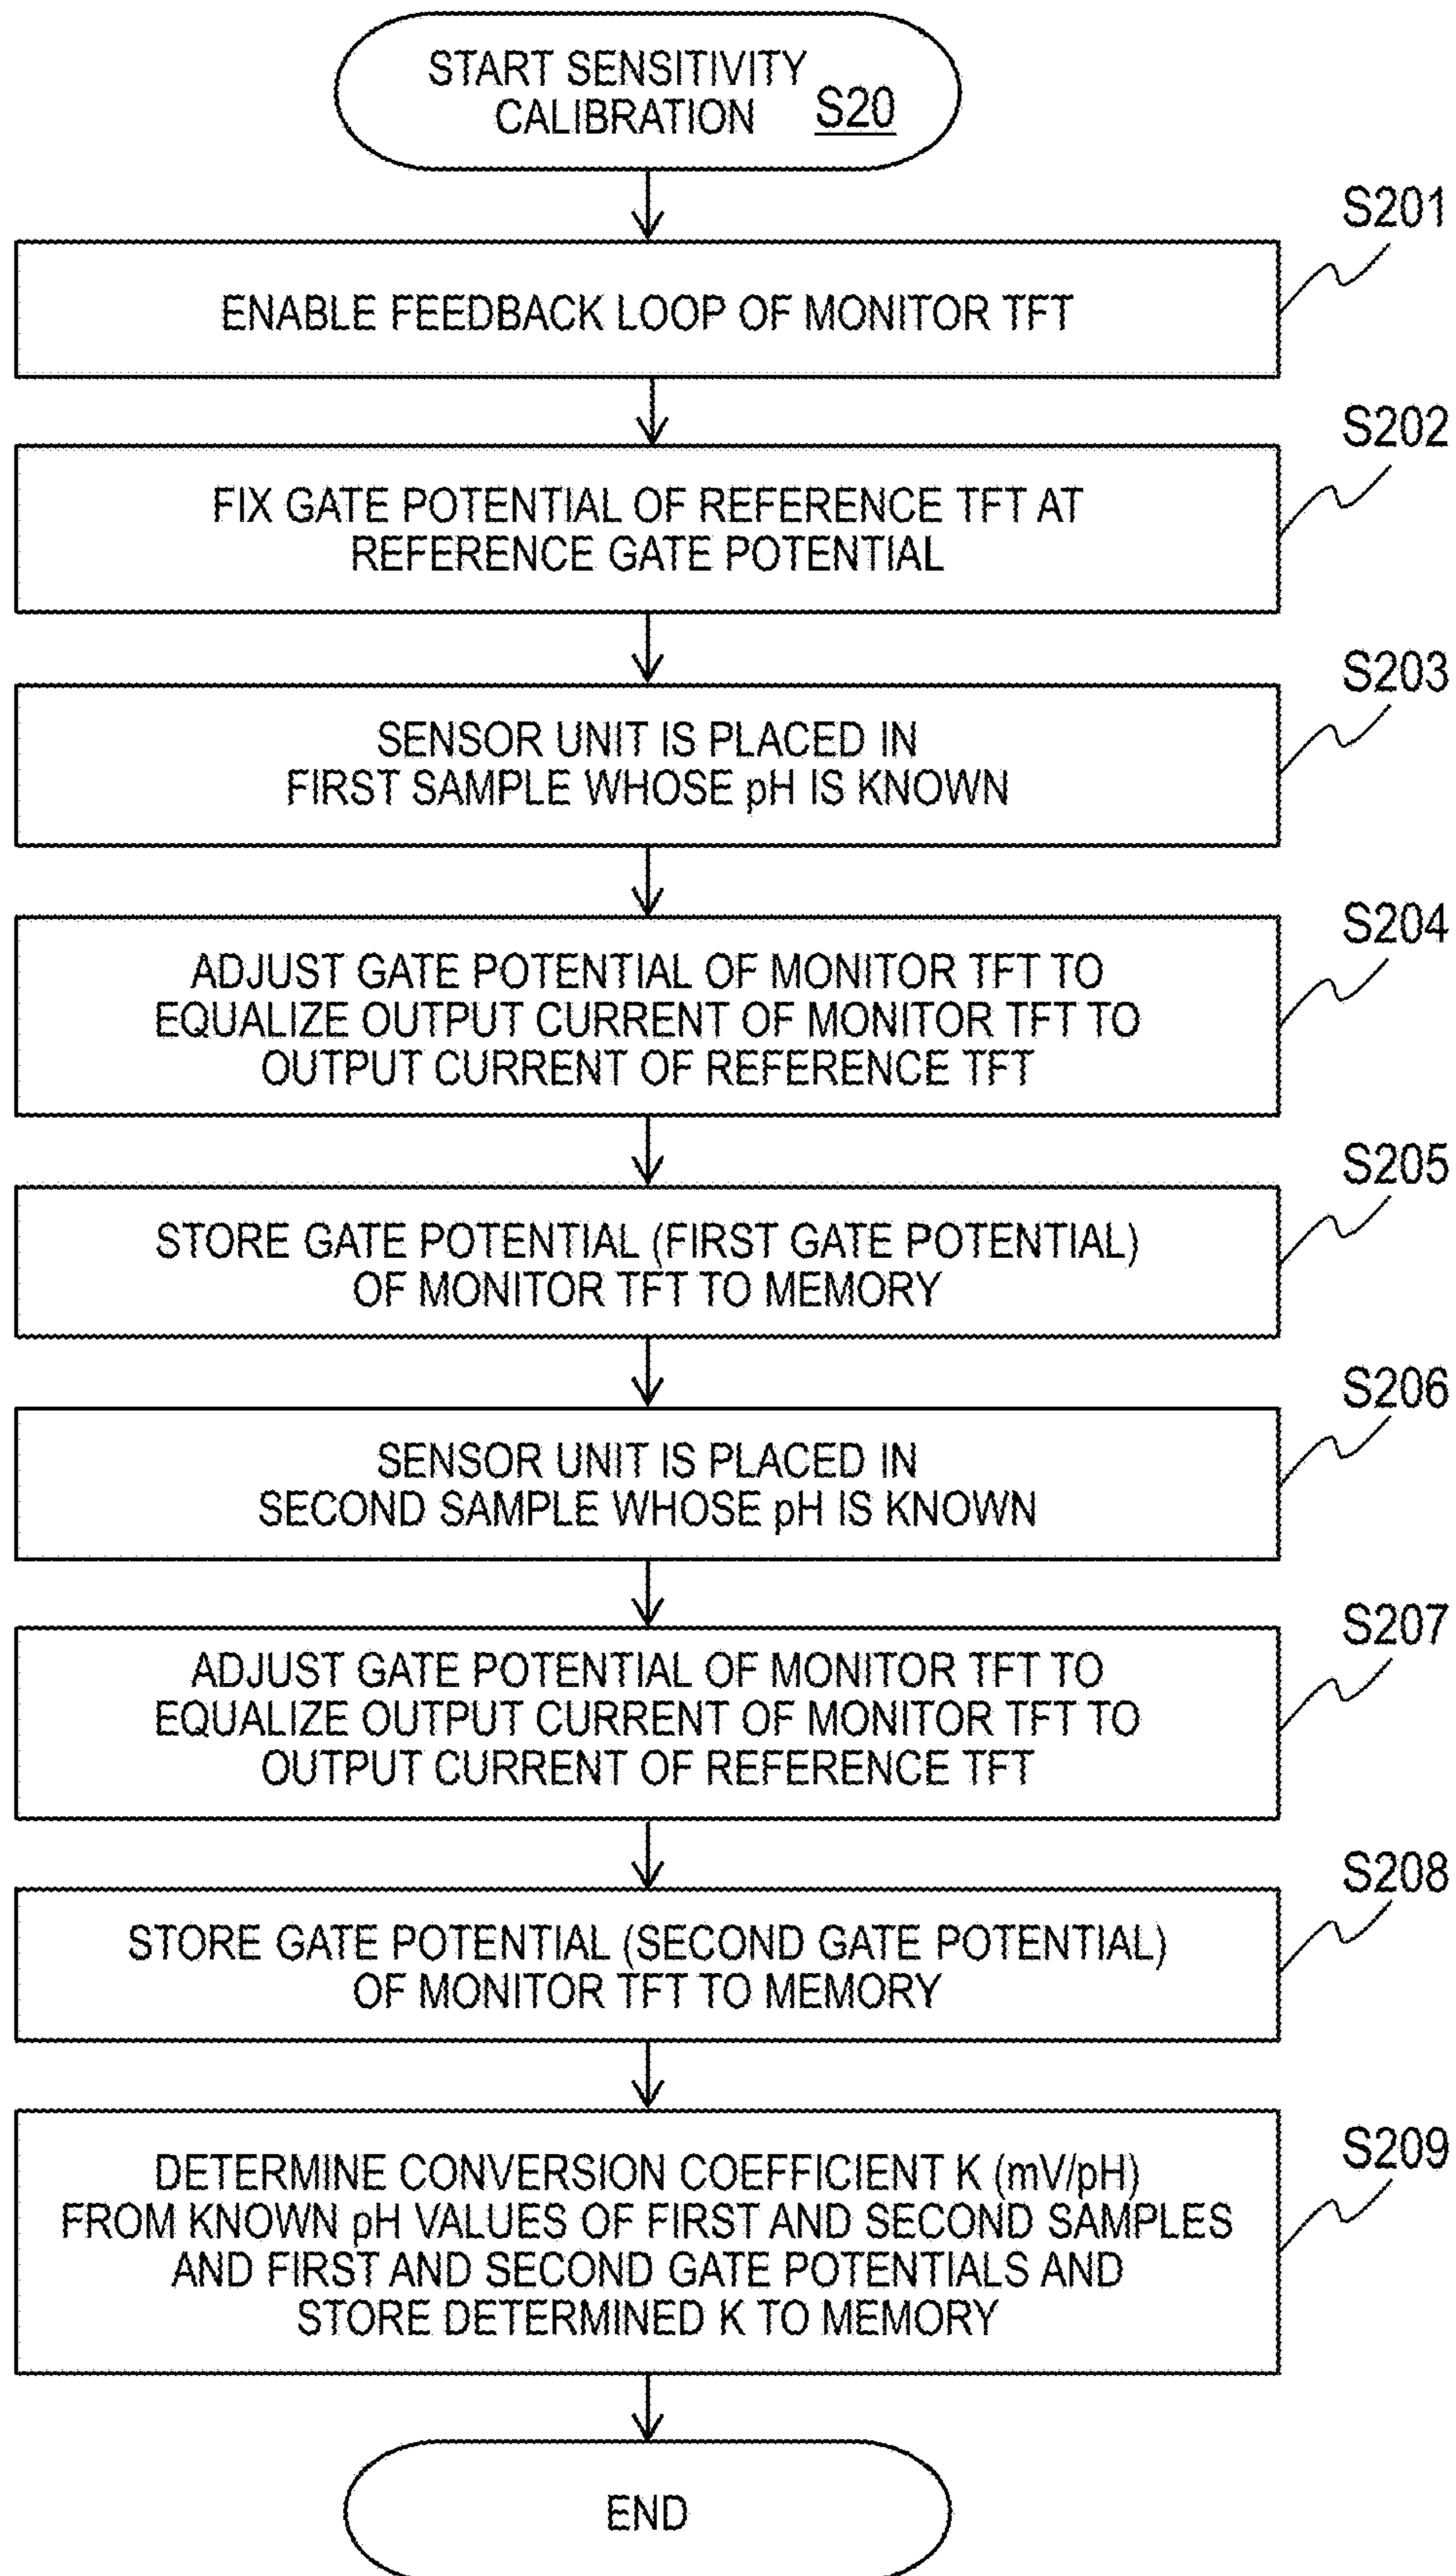 START SENSITIVITY
CALIBRATION S20
S201
ENABLE FEEDBACK LOOP OF MONITOR TFT
S202
FIX GATE POTENTIAL OF REFERENCE TFT AT
REFERENCE GATE POTENTIAL
S203
SENSOR UNIT IS PLACED IN
FIRST SAMPLE WHOSE pH IS KNOWN
S204
ADJUST GATE POTENTIAL OF MONITOR TFT TO
EQUALIZE OUTPUT CURRENT OF MONITOR TFT TO
OUTPUT CURRENT OF REFERENCE TFT
S205
STORE GATE POTENTIAL (FIRST GATE POTENTIAL)
OF MONITOR TFT TO MEMORY
S206
SENSOR UNIT IS PLACED IN
SECOND SAMPLE WHOSE pH IS KNOWN
S207
ADJUST GATE POTENTIAL OF MONITOR TFT TO
EQUALIZE OUTPUT CURRENT OF MONITOR TFT TO
OUTPUT CURRENT OF REFERENCE TFT
S208
STORE GATE POTENTIAL (SECOND GATE POTENTIAL)
OF MONITOR TFT TO MEMORY
S209
DETERMINE CONVERSION COEFFICIENT K (mV/pH)
FROM KNOWN pH VALUES OF FIRST AND SECOND SAMPLES
AND FIRST AND SECOND GATE POTENTIALS AND
STORE DETERMINED K TO MEMORY
END